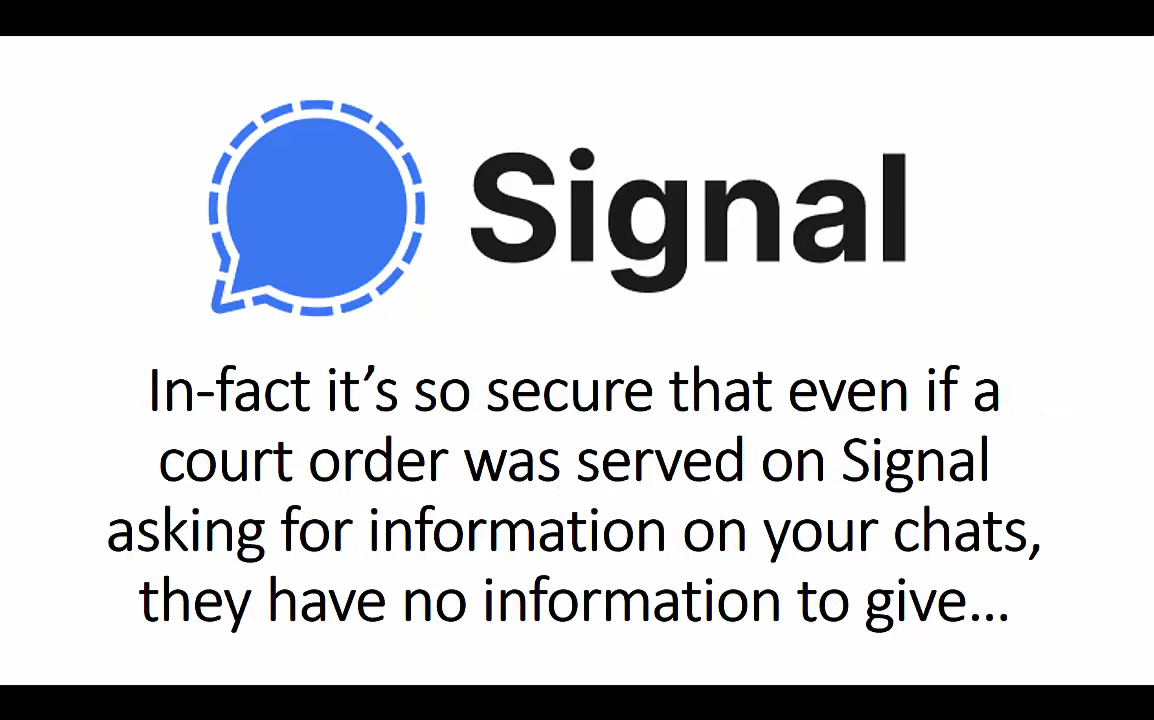 Signal
In-fact it’s so secure that even if a
court order was served on Signal
asking for information on your chats,
they have no information to give…